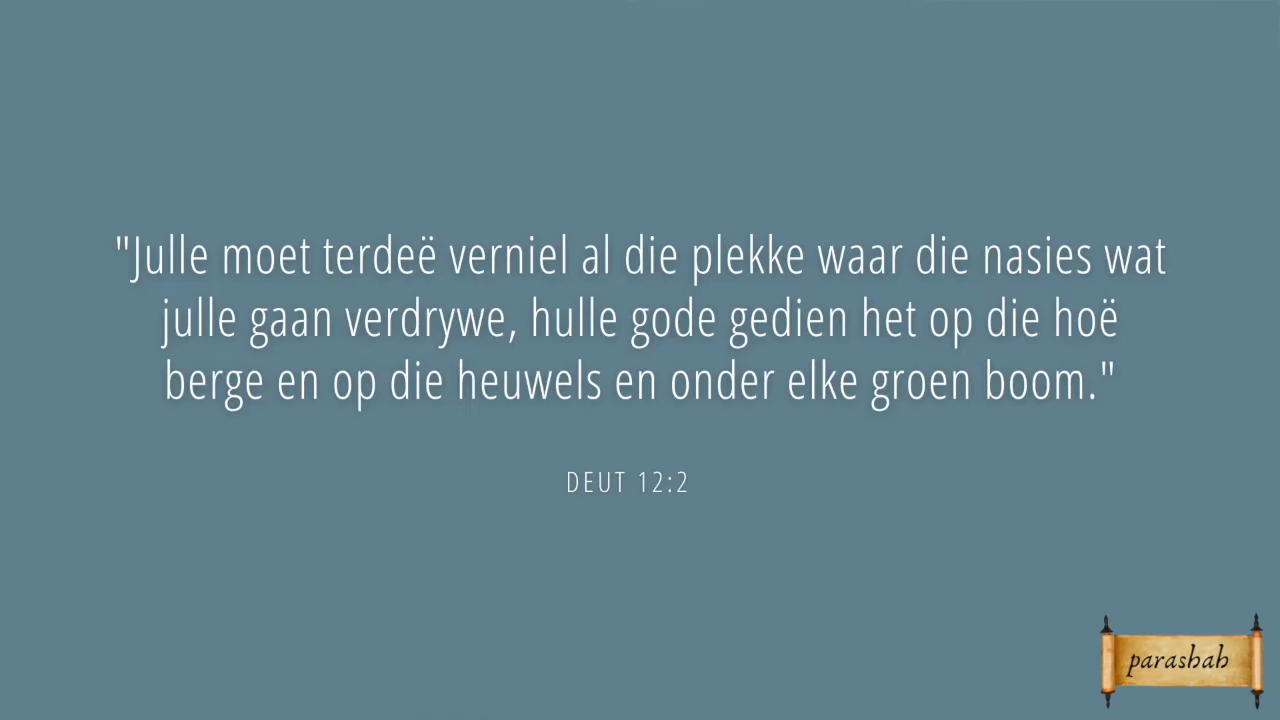 "Julle moet terdeë verniel al die plekke waar die nasies wat
julle gaan verdrywe, hulle gode gedien het op die hoë
berge en op die heuwels en onder elke groen boom."
DEUT 12:2
parashah